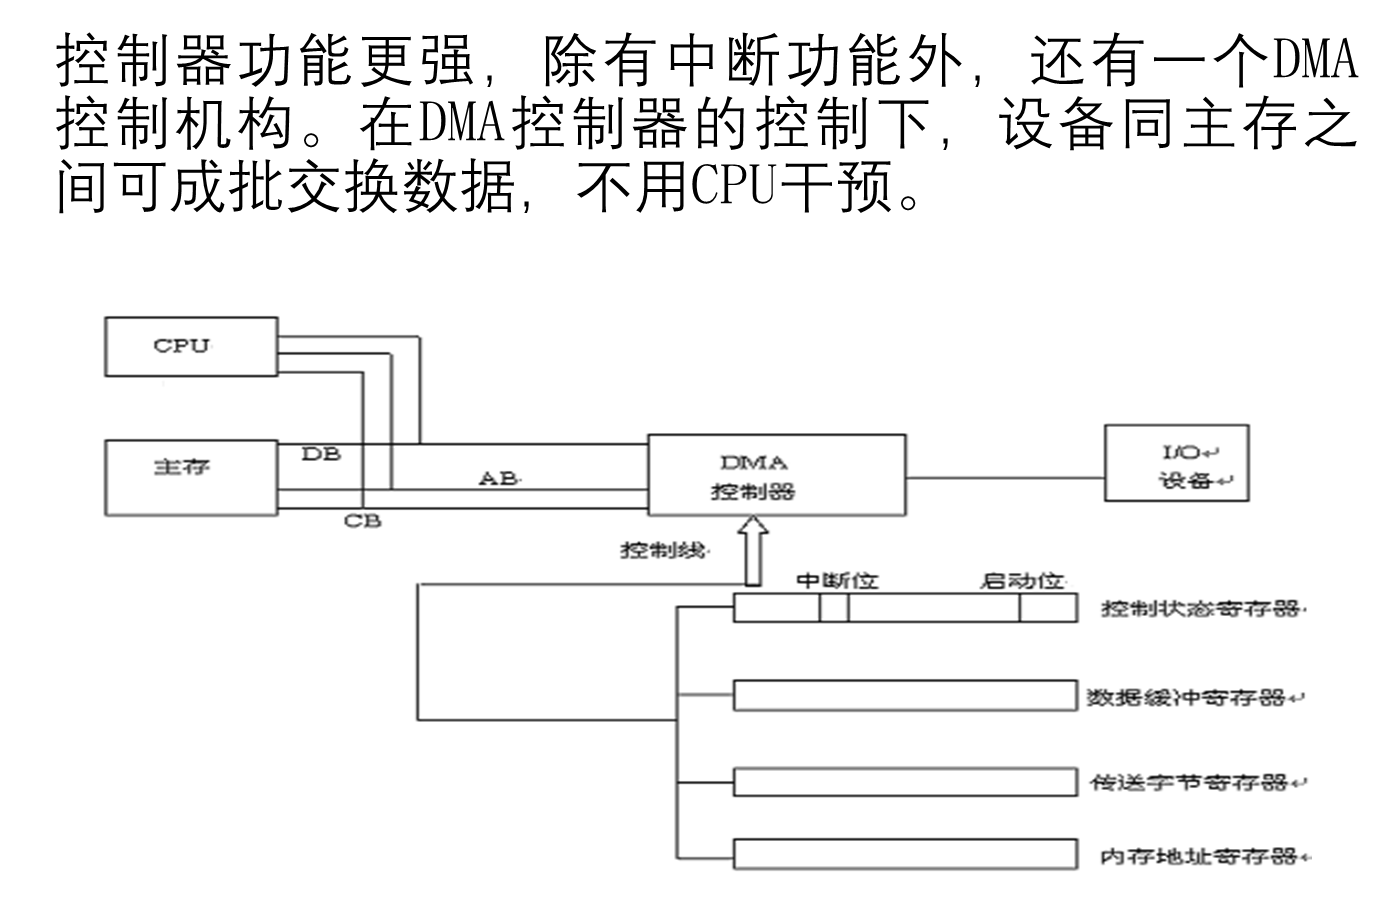 控制器功能更强，除有中断功能外，还有一个DMA
控制机构。在DMA控制器的控制下，设备同主存之
间可成批交换数据，不用CPU干预。
CPU
主存
DB
AB
CB
DMA
控制器
I/O
设备
控制线
中断位
启动位
控制状态寄存器
数据缓冲寄存器
传送字节寄存器
内存地址寄存器